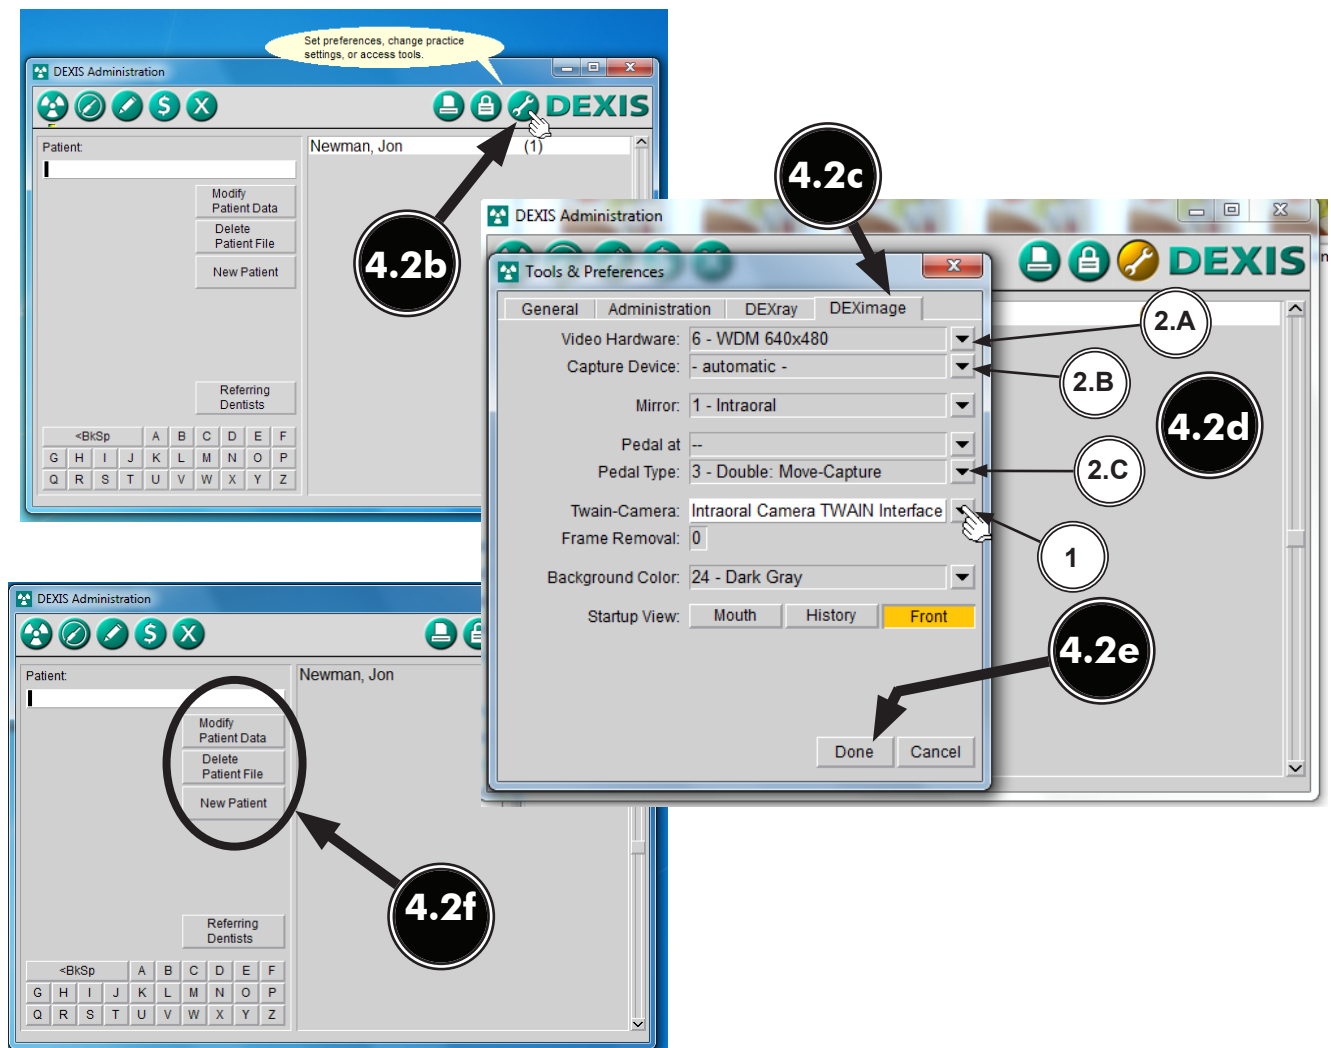 Set preferences, change practice
settings, or access tools.
DEXIS Administration
$ X
DEXIS
Patient:
Newman, Jon (1)
Modify
Patient Data
Delete
Patient File
New Patient
Referring
Dentists
<BkSp A B C D E F
G H I J K L M N O P
Q R S T U V W X Y Z
4.2b
4.2c
DEXIS Administration
DEXIS
Tools & Preferences
General Administration DEXray DEXimage
Video Hardware: 6 - WDM 640x480
Capture Device: - automatic -
Mirror: 1 - Intraoral
Pedal at --
Pedal Type: 3 - Double: Move-Capture
Twain-Camera: Intraoral Camera TWAIN Interface
Frame Removal: 0
Background Color: 24 - Dark Gray
Startup View: Mouth History Front
Done Cancel
2.A
2.B
4.2d
2.C
1
4.2e
DEXIS Administration
$ X
Patient:
Newman, Jon
Modify
Patient Data
Delete
Patient File
New Patient
Referring
Dentists
<BkSp A B C D E F
G H I J K L M N O P
Q R S T U V W X Y Z
4.2f